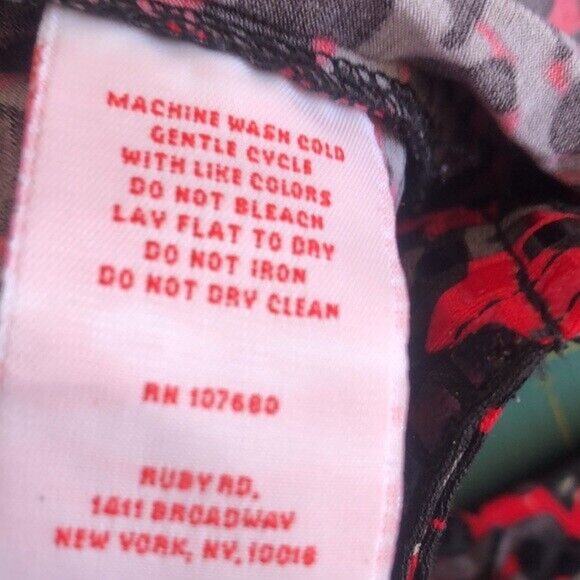 MACHINE WASH COLD
GENTLE CYCLE
WITH LIKE COLORS
DO NOT BLEACH
LAY FLAT TO DRY
DO NOT IRON
DO NOT DRY CLEAN
RN 107680
RUBY RD.
1411 BROADWAY
NEW YORK, NY, 10018